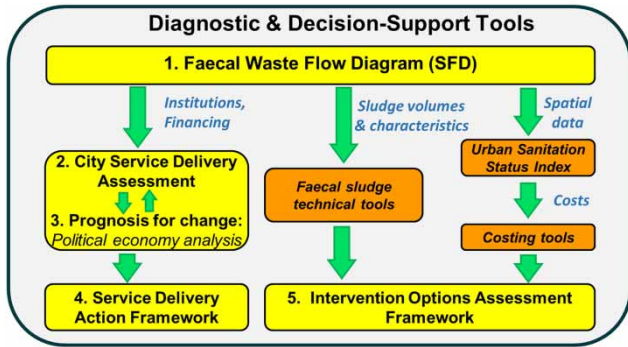 Diagnostic & Decision-Support Tools
1. Faecal Waste Flow Diagram (SFD)
Institutions,
Financing
Sludge volumes
& characteristics
Spatial
data
2. City Service Delivery
Assessment
3. Prognosis for change:
Political economy analysis
Faecal sludge
technical tools
Urban Sanitation
Status Index
Costs
Costing tools
4. Service Delivery
Action Framework
5. Intervention Options Assessment
Framework